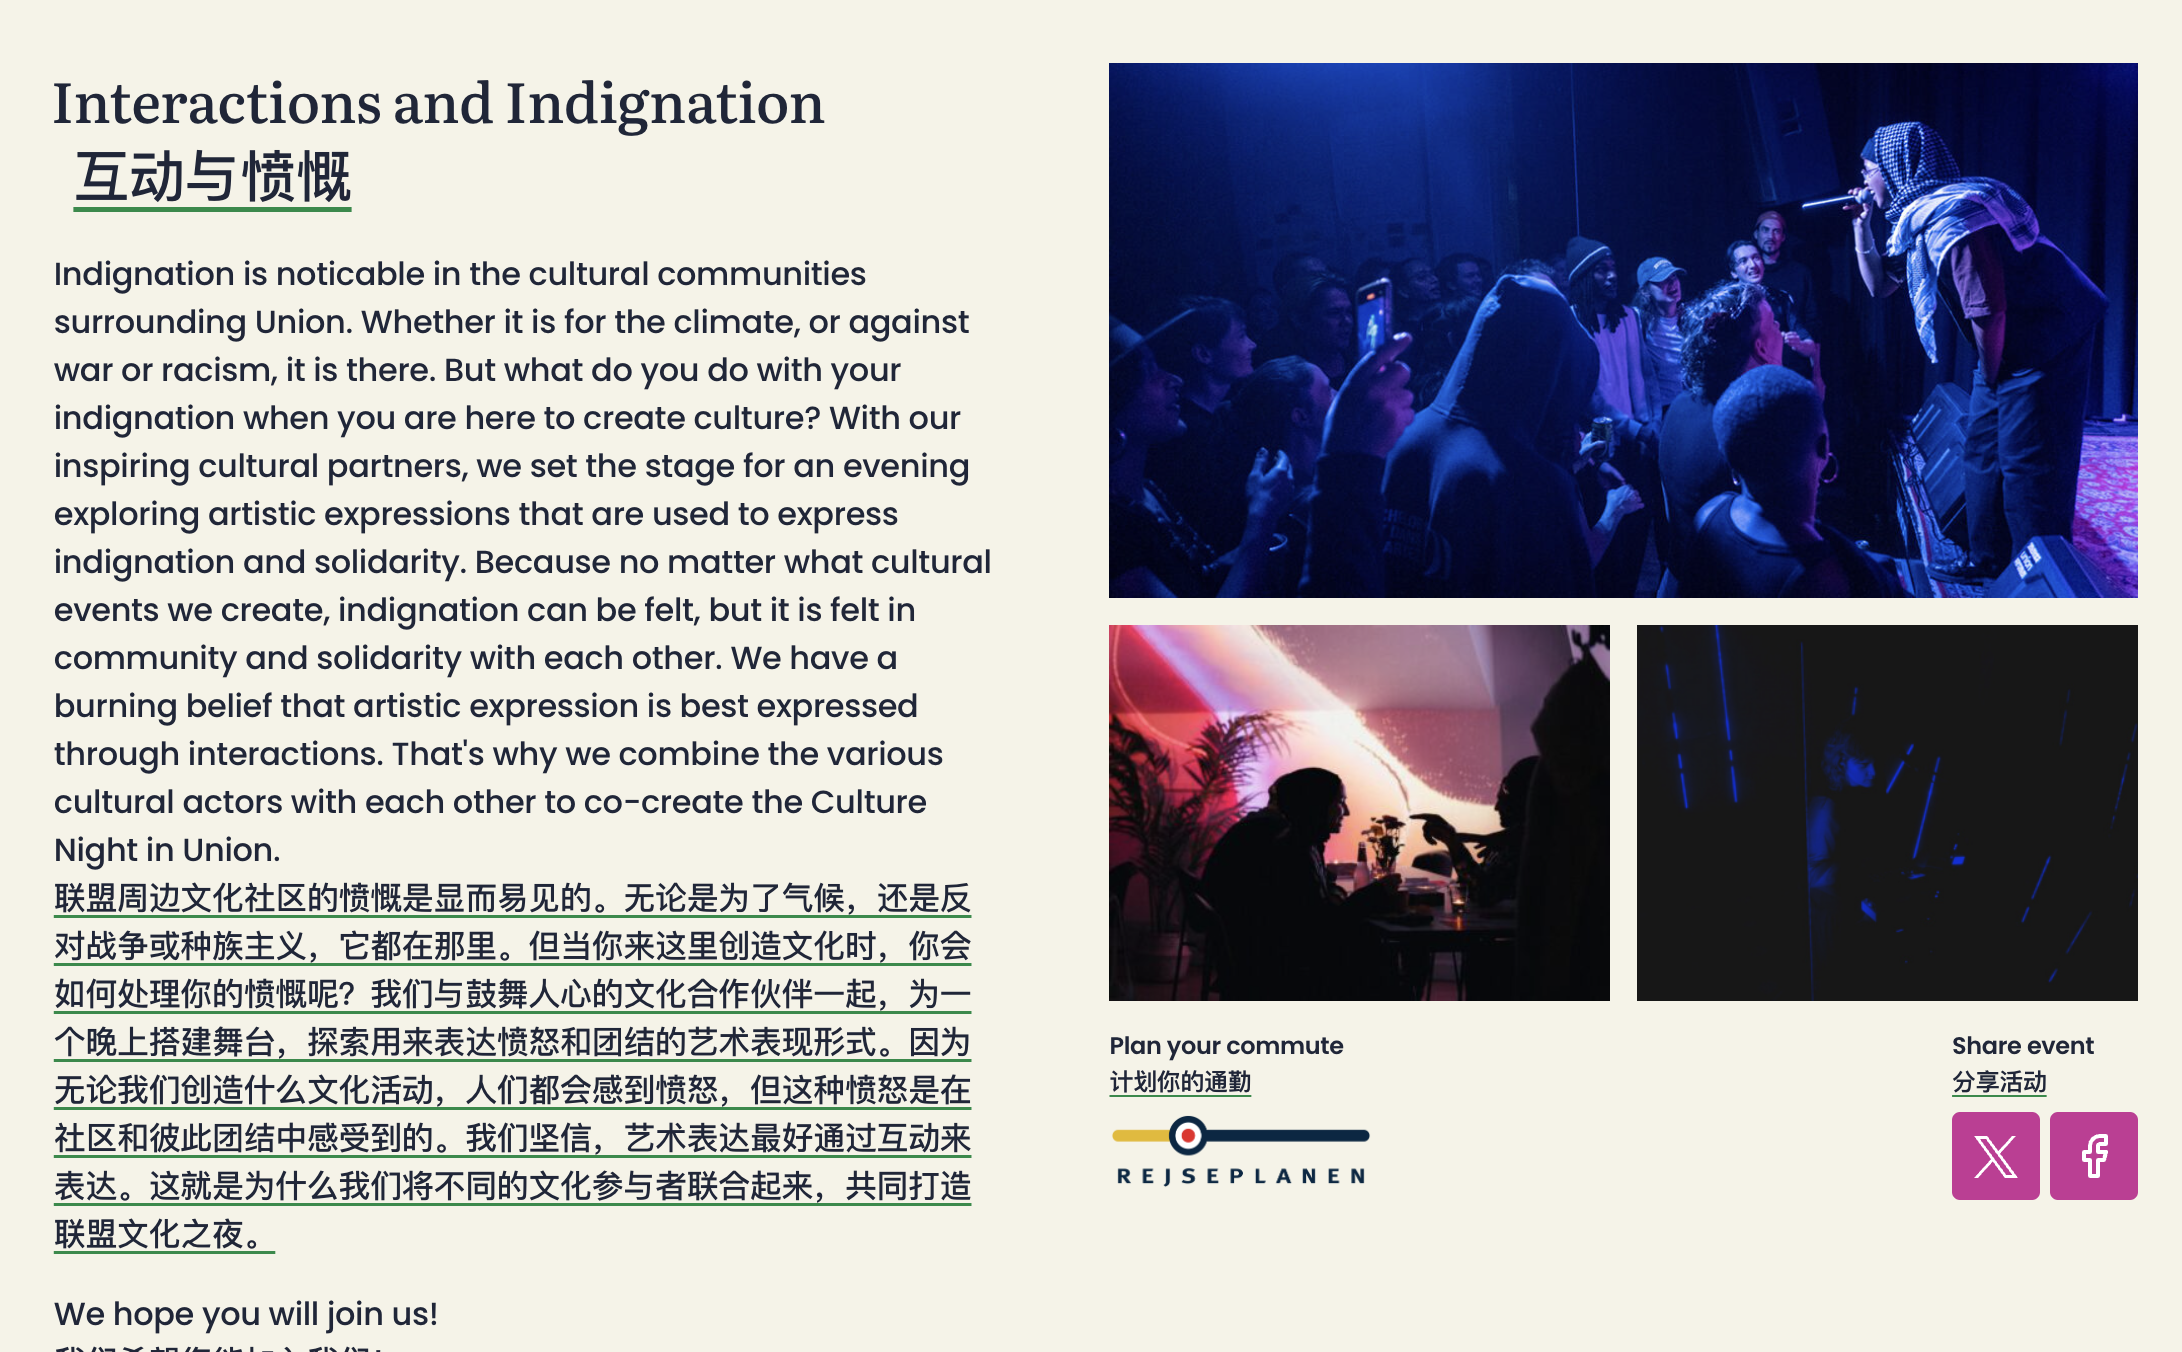 Interactions and Indignation
互动与愤慨
Indignation is noticable in the cultural communities
surrounding Union. Whether it is for the climate, or against
war or racism, it is there. But what do you do with your
indignation when you are here to create culture? With our
inspiring cultural partners, we set the stage for an evening
exploring artistic expressions that are used to express
indignation and solidarity. Because no matter what cultural
events we create, indignation can be felt, but it is felt in
community and solidarity with each other. We have a
burning belief that artistic expression is best expressed
through interactions. That's why we combine the various
cultural actors with each other to co-create the Culture
Night in Union.
联盟周边文化社区的愤慨是显而易见的。无论是为了气候，还是反
对战争或种族主义，它都在那里。但当你来这里创造文化时，你会
如何处理你的愤慨呢？我们与鼓舞人心的文化合作伙伴一起，为一
个晚上搭建舞台，探索用来表达愤怒和团结的艺术表现形式。因为
无论我们创造什么文化活动，人们都会感到愤怒，但这种愤怒是在
社区和彼此团结中感受到的。我们坚信，艺术表达最好通过互动来
表达。这就是为什么我们将不同的文化参与者联合起来，共同打造
联盟文化之夜。
We hope you will join us!
Plan your commute
计划你的通勤
REJSEPLANEN
Share event
分享活动